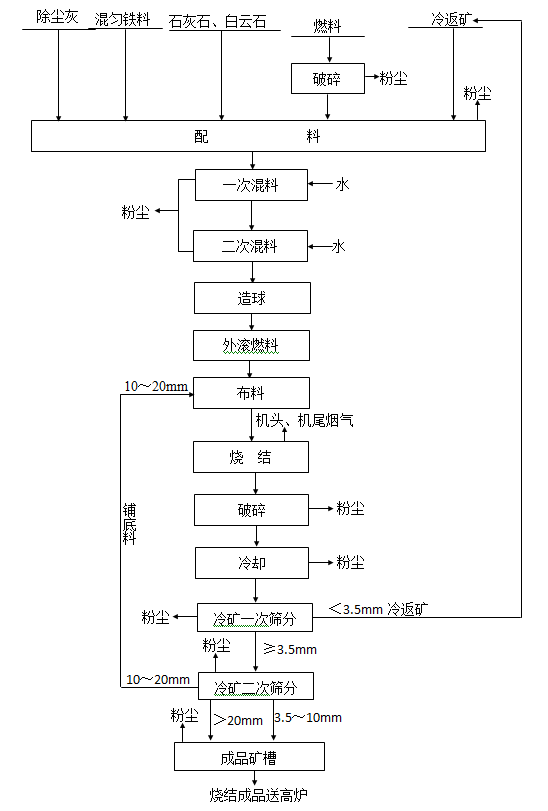 除尘灰
混匀铁料
石灰石、白云石
燃料
冷返矿
破碎
粉尘
粉尘
配 料
一次混料
水
粉尘
二次混料
水
造球
外滚燃料
10～20mm
布料
机头、机尾烟气
烧 结
铺底料
破碎
粉尘
冷却
粉尘
＜3.5mm 冷返矿
粉尘
冷矿一次筛分
粉尘
≥3.5mm
10～20mm
冷矿二次筛分
粉尘
＞20mm
3.5～10mm
成品矿槽
烧结成品送高炉